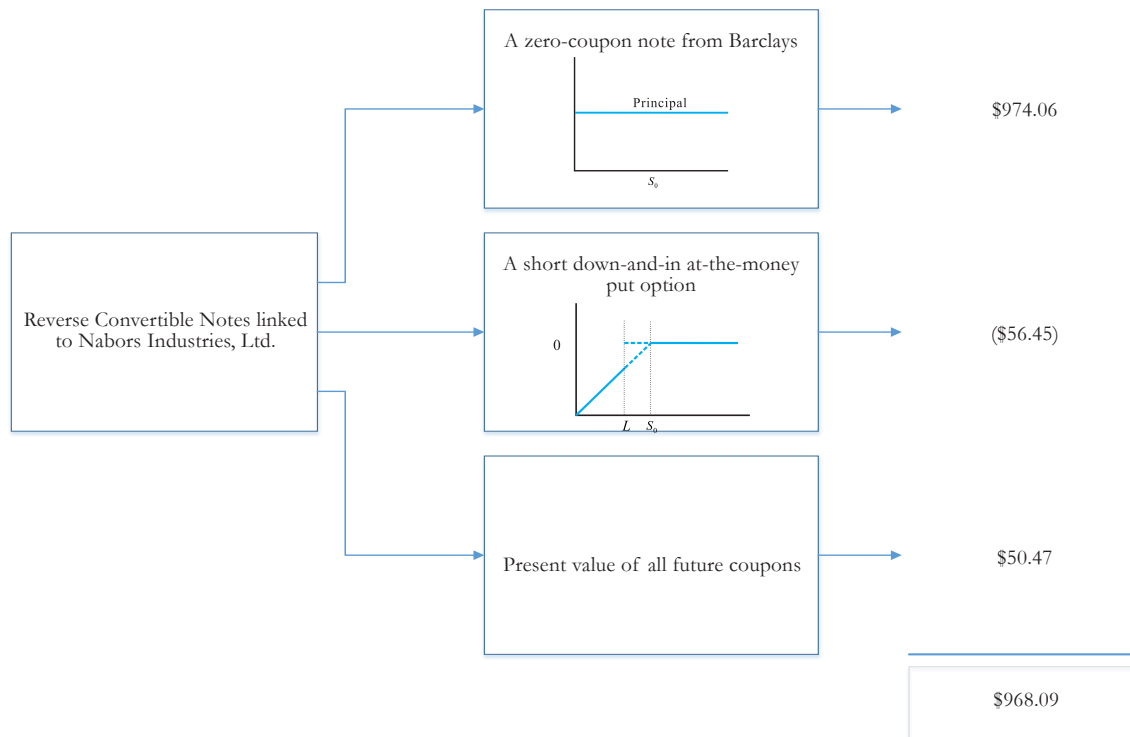 A zero-coupon note from Barclays
Principal
S₀
$974.06
Reverse Convertible Notes linked
to Nabors Industries, Ltd.
A short down-and-in at-the-money
put option
0
L S₀
($56.45)
Present value of all future coupons
$50.47
$968.09